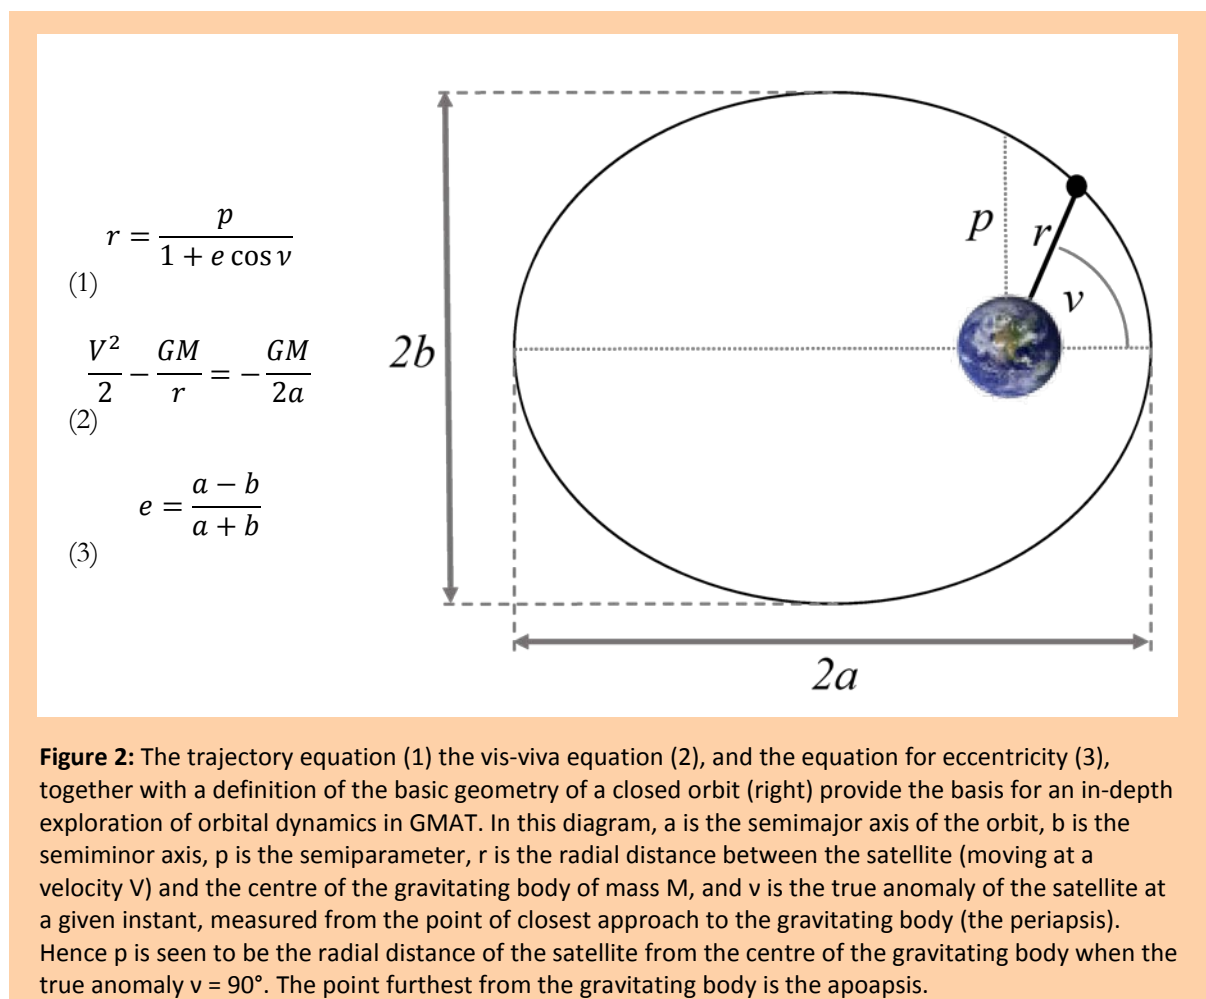 r = p / (1 + e cos ν)
(1)
V²/2 − GM/r = −GM/2a
(2)
e = (a − b) / (a + b)
(3)
2b
p
r
ν
2a
Figure 2: The trajectory equation (1) the vis-viva equation (2), and the equation for eccentricity (3),
together with a definition of the basic geometry of a closed orbit (right) provide the basis for an in-depth
exploration of orbital dynamics in GMAT. In this diagram, a is the semimajor axis of the orbit, b is the
semiminor axis, p is the semiparameter, r is the radial distance between the satellite (moving at a
velocity V) and the centre of the gravitating body of mass M, and ν is the true anomaly of the satellite at
a given instant, measured from the point of closest approach to the gravitating body (the periapsis).
Hence p is seen to be the radial distance of the satellite from the centre of the gravitating body when the
true anomaly ν = 90°. The point furthest from the gravitating body is the apoapsis.